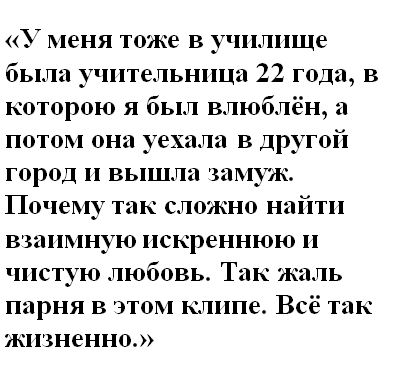 «У меня тоже в училище
была учительница 22 года, в
которою я был влюблён, а
потом она уехала в другой
город и вышла замуж.
Почему так сложно найти
взаимную искреннюю и
чистую любовь. Так жаль
парня в этом клипе. Всё так
жизненно.»